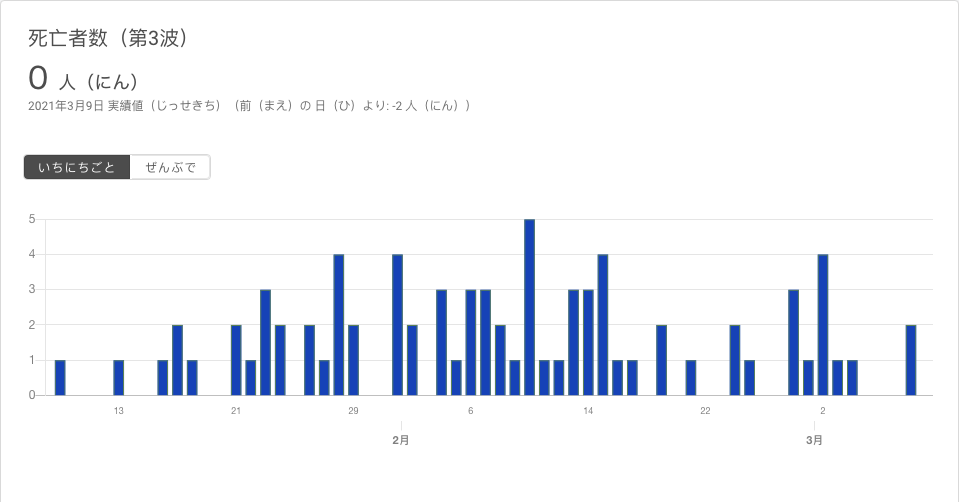 死亡者数（第3波）
0 人（にん）
2021年3月9日 実績値（じっせきち）（前（まえ）の 日（ひ）より: -2 人（にん））
いちにちごと ぜんぶで
5
4
3
2
1
0
13 21 29 6 14 22 2
2月 3月